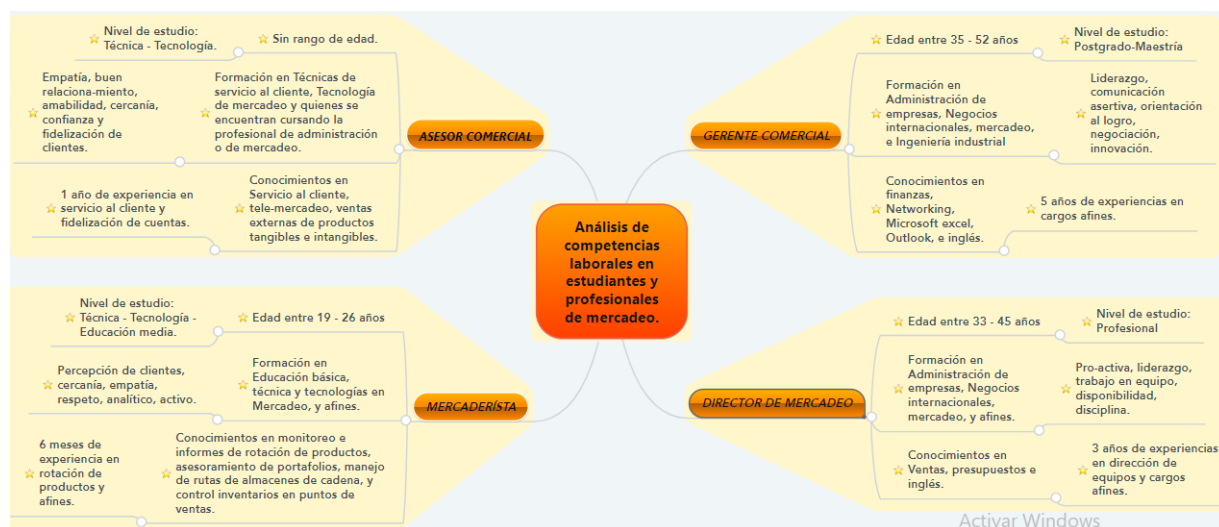 Nivel de estudio:
Técnica - Tecnología.
Sin rango de edad.
Empatía, buen
relaciona-miento,
amabilidad, cercanía,
confianza y
fidelización de
clientes.
Formación en Técnicas de
servicio al cliente, Tecnología
de mercadeo y quienes se
encuentran cursando la
profesional de administración
o de mercadeo.
1 año de experiencia en
servicio al cliente y
fidelización de cuentas.
Conocimientos en
Servicio al cliente,
tele-mercadeo, ventas
externas de productos
tangibles e intangibles.
ASESOR COMERCIAL
Edad entre 35 - 52 años
Nivel de estudio:
Postgrado-Maestría
Formación en
Administración de
empresas, Negocios
internacionales, mercadeo,
e Ingeniería industrial
Liderazgo,
comunicación
asertiva, orientación
al logro,
negociación,
innovación.
Conocimientos en
finanzas,
Networking,
Microsoft excel,
Outlook, e inglés.
5 años de experiencias en
cargos afines.
GERENTE COMERCIAL
Análisis de
competencias
laborales en
estudiantes y
profesionales
de mercadeo.
Nivel de estudio:
Técnica - Tecnología -
Educación media.
Edad entre 19 - 26 años
Percepción de clientes,
cercanía, empatía,
respeto, analítico, activo.
Formación en
Educación básica,
técnica y tecnologías en
Mercadeo, y afines.
6 meses de
experiencia en
rotación de
productos y
afines.
Conocimientos en monitoreo e
informes de rotación de productos,
asesoramiento de portafolios, manejo
de rutas de almacenes de cadena, y
control inventarios en puntos de
ventas.
MERCADERÍSTA
Edad entre 33 - 45 años
Nivel de estudio:
Profesional
Formación en
Administración de
empresas, Negocios
internacionales,
mercadeo, y afines.
Pro-activa, liderazgo,
trabajo en equipo,
disponibilidad,
disciplina.
Conocimientos en
Ventas, presupuestos e
inglés.
3 años de experiencias
en dirección de
equipos y cargos
afines.
DIRECTOR DE MERCADEO
Activar Windows